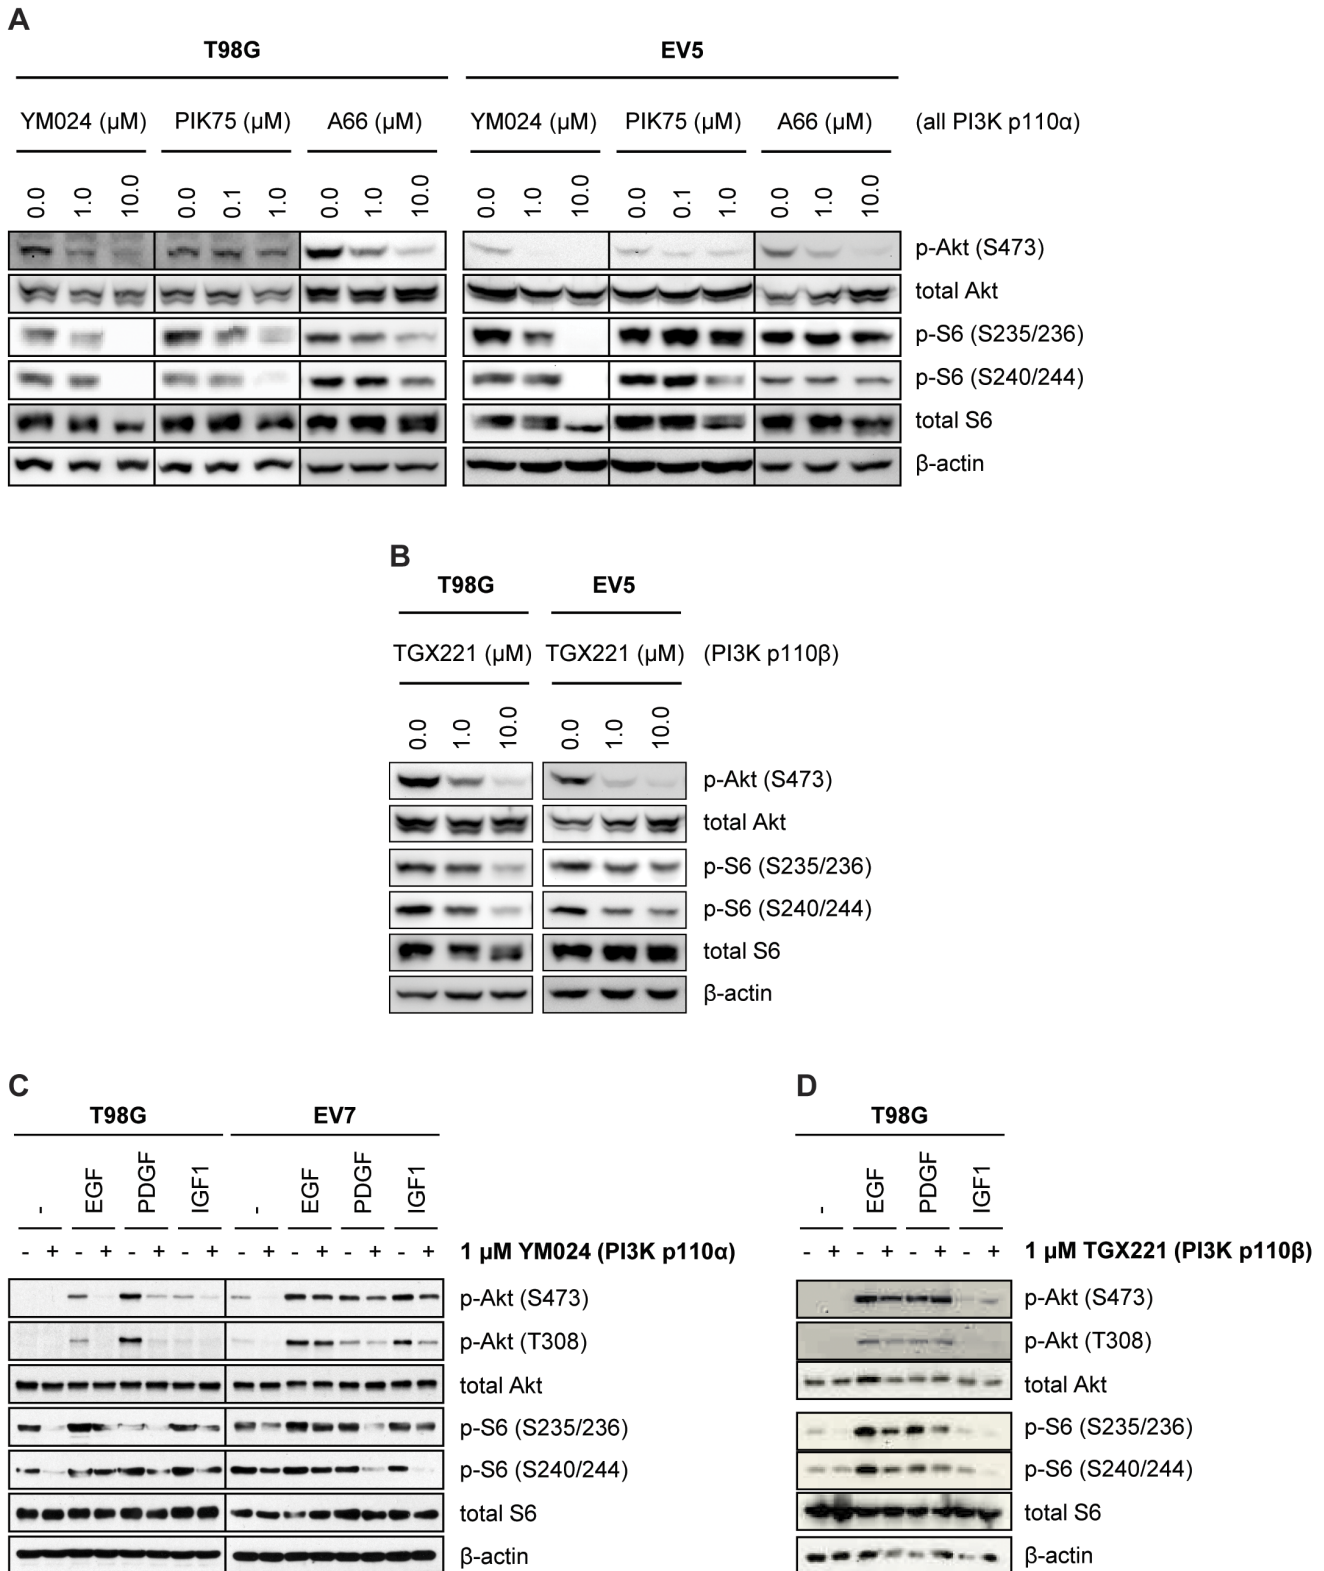 A
T98G EV5
YM024 (µM) PIK75 (µM) A66 (µM) YM024 (µM) PIK75 (µM) A66 (µM) (all PI3K p110α)
0.0 1.0 10.0 0.0 0.1 1.0 0.0 1.0 10.0 0.0 1.0 10.0 0.0 0.1 1.0 0.0 1.0 10.0
p-Akt (S473)
total Akt
p-S6 (S235/236)
p-S6 (S240/244)
total S6
β-actin
B
T98G EV5
TGX221 (µM) TGX221 (µM) (PI3K p110β)
0.0 1.0 10.0 0.0 1.0 10.0
p-Akt (S473)
total Akt
p-S6 (S235/236)
p-S6 (S240/244)
total S6
β-actin
C
T98G EV7
- EGF PDGF IGF1 - EGF PDGF IGF1
- + - + - + - + - + - + - + - + 1 µM YM024 (PI3K p110α)
p-Akt (S473)
p-Akt (T308)
total Akt
p-S6 (S235/236)
p-S6 (S240/244)
total S6
β-actin
D
T98G
- EGF PDGF IGF1
- + - + - + - + 1 µM TGX221 (PI3K p110β)
p-Akt (S473)
p-Akt (T308)
total Akt
p-S6 (S235/236)
p-S6 (S240/244)
total S6
β-actin